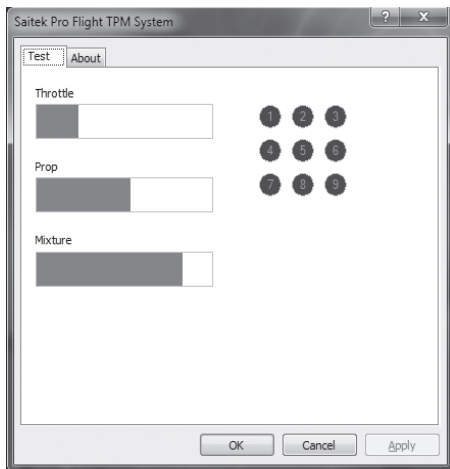 Saitek Pro Flight TPM System
? X
Test About
Throttle
1 2 3
4 5 6
Prop
7 8 9
Mixture
OK Cancel Apply